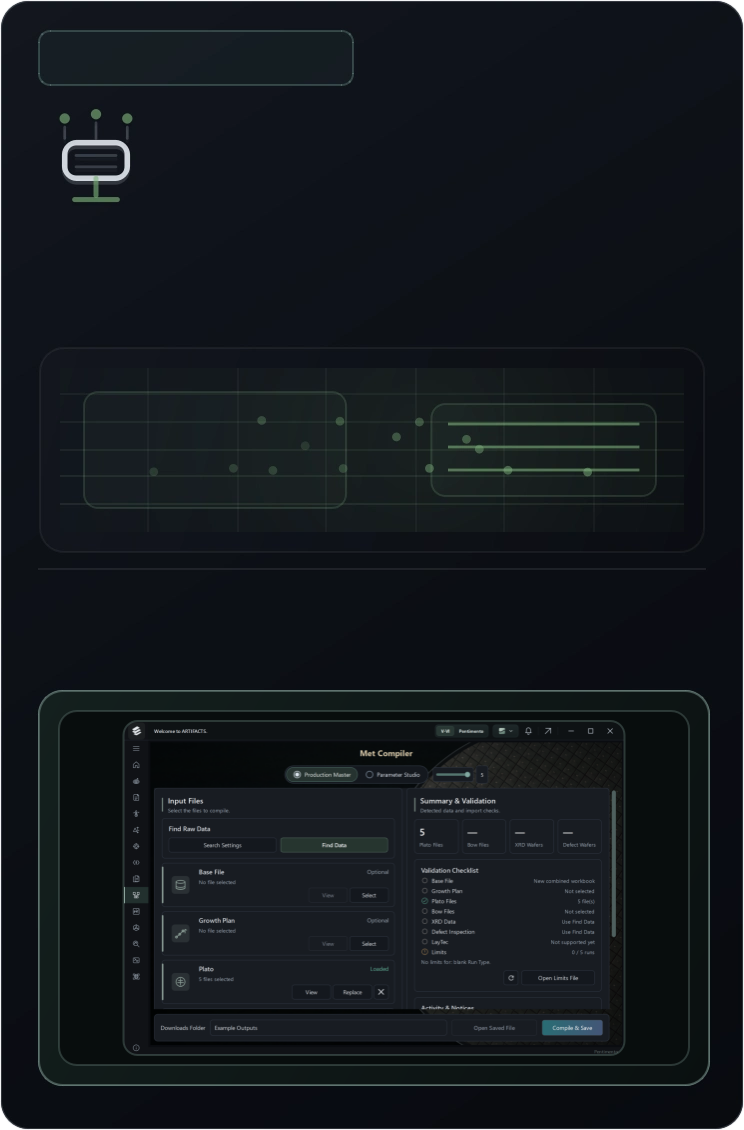 Welcome to ARTIFACTS.
V-W Pentimento
Met Compiler
Production Master
Parameter Studio
5
Input Files
Select the files to compile.
Find Raw Data
Search Settings
Find Data
Base File
Optional
No file selected
View
Select
Growth Plan
Optional
No file selected
View
Select
Plato
Loaded
5 files selected
View
Replace
Summary & Validation
Detected data and import checks.
5
Plato Files
—
Bow Files
—
XRD Wafers
—
Defect Wafers
Validation Checklist
Base File New combined workbook
Growth Plan Not selected
Plato Files 5 file(s)
Bow Files Not selected
XRD Data Use Find Data
Defect Inspection Use Find Data
LayTec Not supported yet
Limits 0 / 5 runs
No limits for: blank Run Type.
Open Limits File
Activity & Notices
Downloads Folder
Example Outputs
Open Saved File
Compile & Save